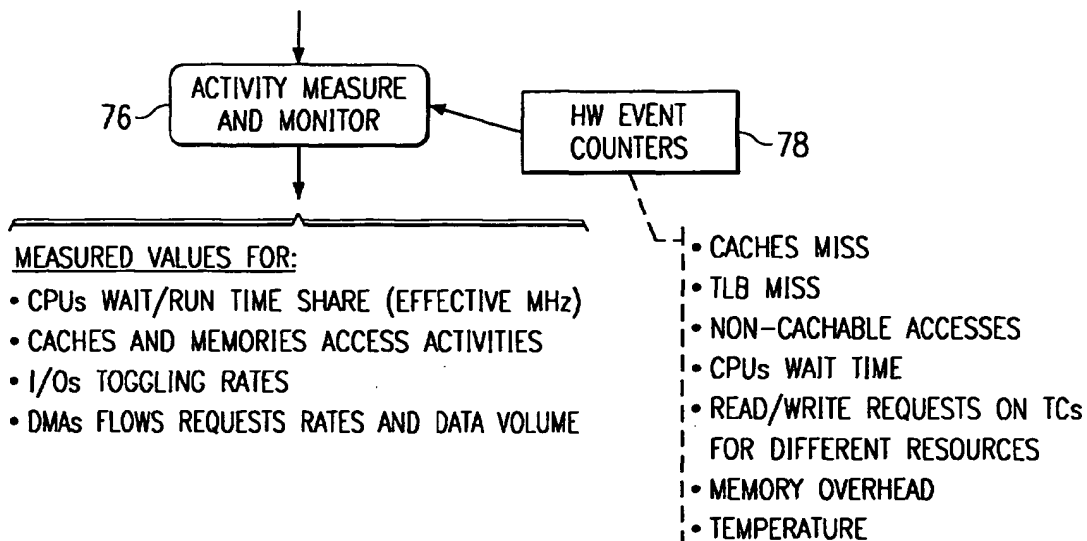 ACTIVITY MEASURE
AND MONITOR
76
HW EVENT
COUNTERS
78
MEASURED VALUES FOR:
• CPUs WAIT/RUN TIME SHARE (EFFECTIVE MHz)
• CACHES AND MEMORIES ACCESS ACTIVITIES
• I/Os TOGGLING RATES
• DMAs FLOWS REQUESTS RATES AND DATA VOLUME
• CACHES MISS
• TLB MISS
• NON-CACHABLE ACCESSES
• CPUs WAIT TIME
• READ/WRITE REQUESTS ON TCs
FOR DIFFERENT RESOURCES
• MEMORY OVERHEAD
• TEMPERATURE